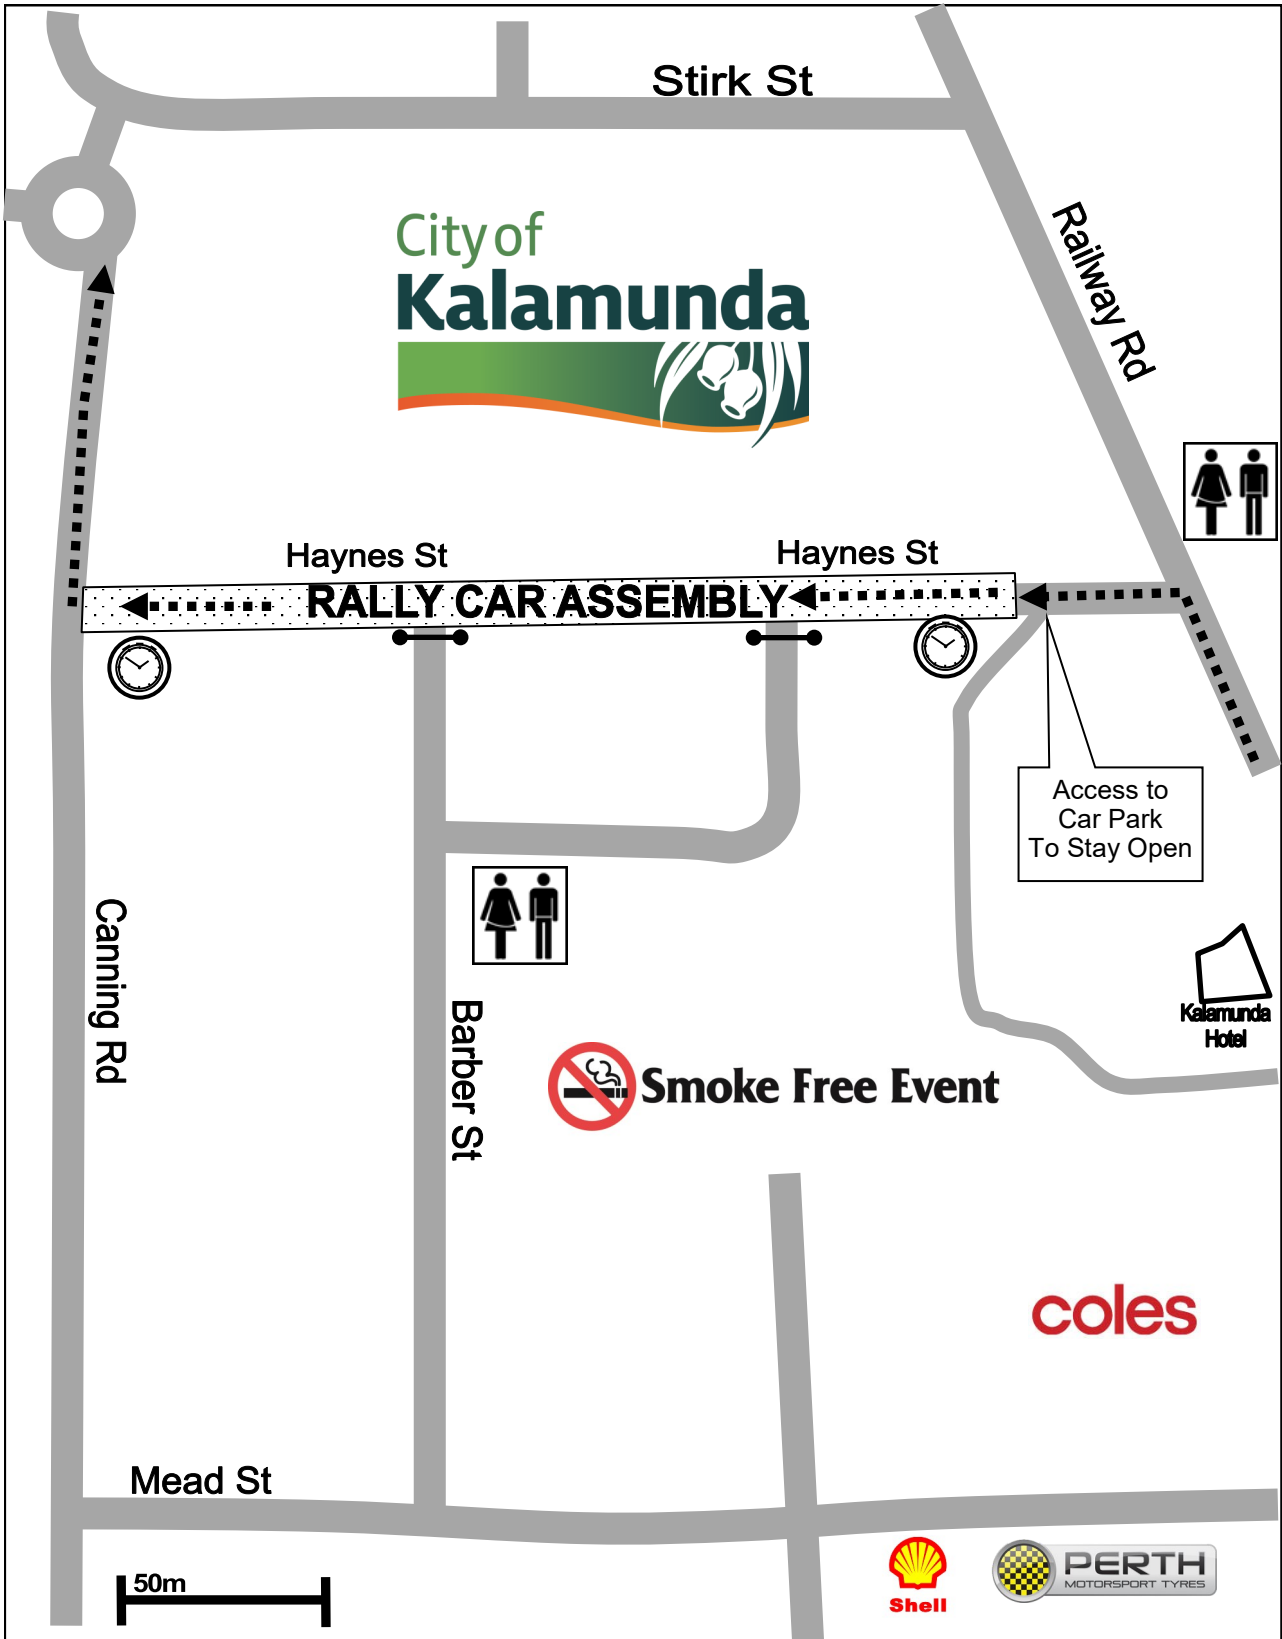 Stirk St
City of
Kalamunda
Railway Rd
Haynes St
Haynes St
RALLY CAR ASSEMBLY
Access to
Car Park
To Stay Open
Canning Rd
Barber St
Kalamunda
Hotel
Smoke Free Event
coles
Mead St
50m
Shell
PERTH
MOTORSPORT TYRES